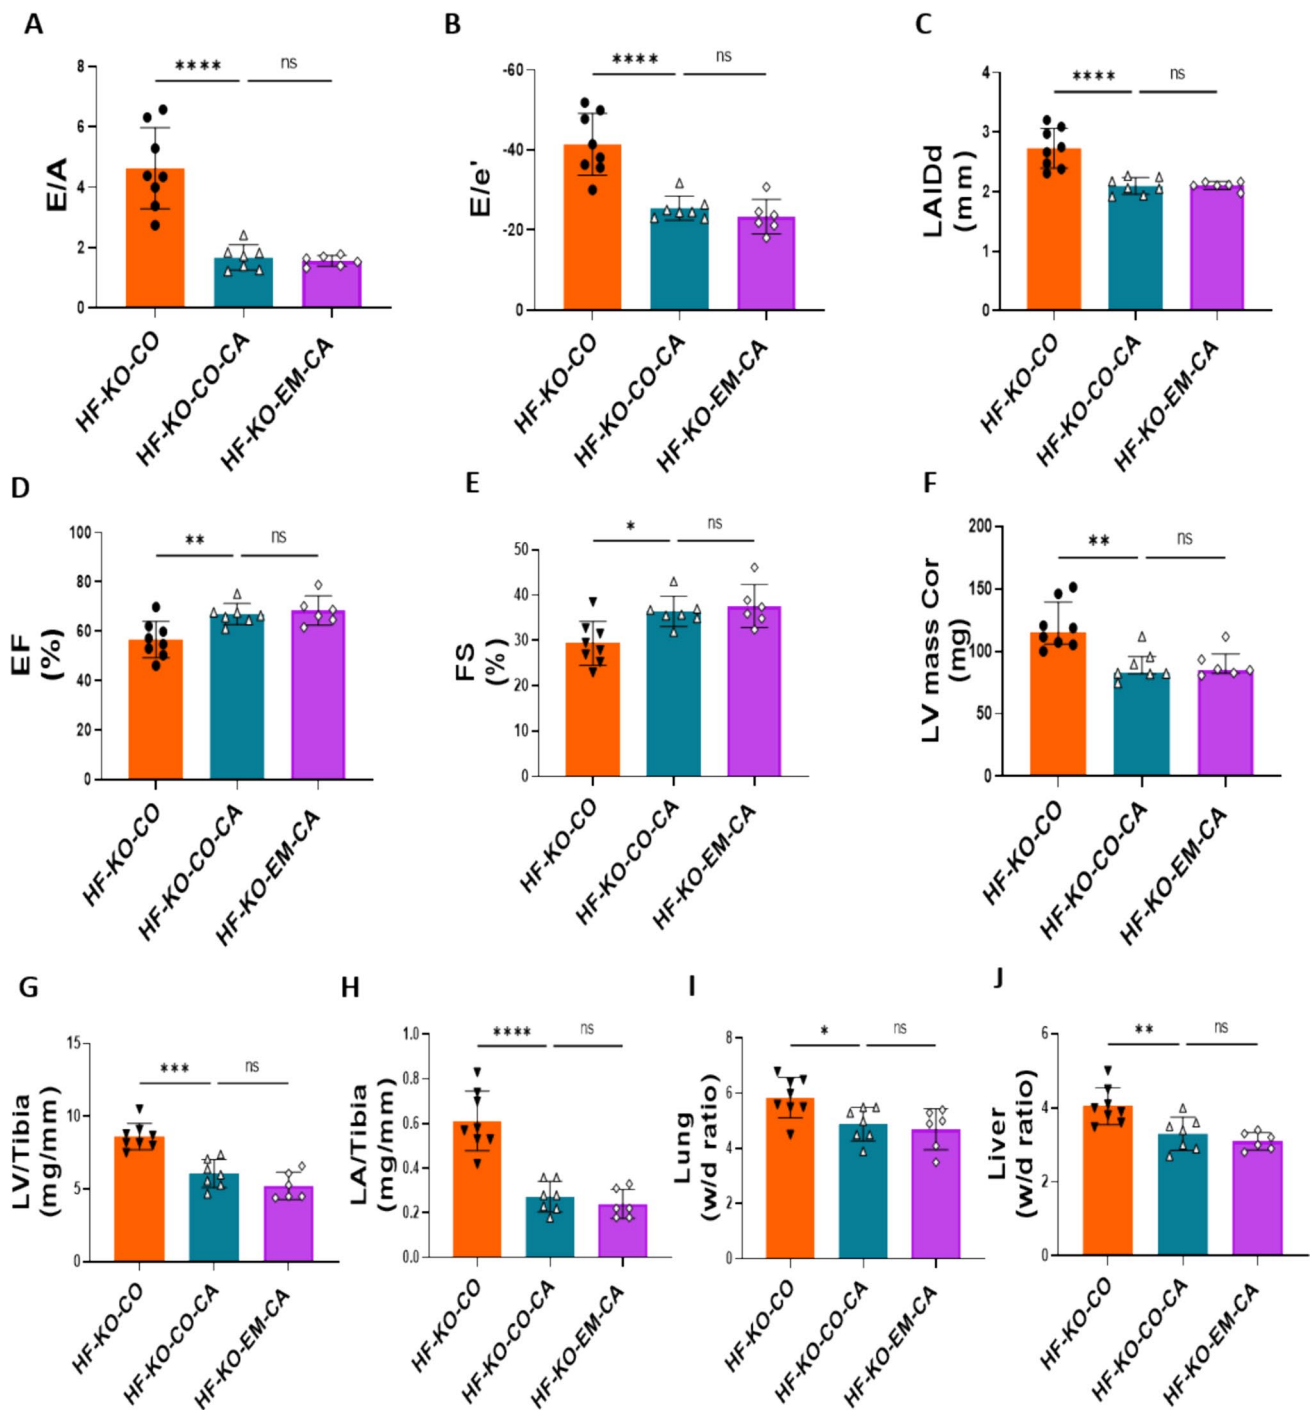 A
E/A
8
6
4
2
0
**** ns
HF-KO-CO
HF-KO-CO-CA
HF-KO-EM-CA
B
E/e'
-60
-40
-20
0
**** ns
HF-KO-CO
HF-KO-CO-CA
HF-KO-EM-CA
C
LAIDd
(mm)
4
3
2
1
0
**** ns
HF-KO-CO
HF-KO-CO-CA
HF-KO-EM-CA
D
EF
(%)
100
80
60
40
20
0
** ns
HF-KO-CO
HF-KO-CO-CA
HF-KO-EM-CA
E
FS
(%)
50
40
30
20
10
0
* ns
HF-KO-CO
HF-KO-CO-CA
HF-KO-EM-CA
F
LV mass Cor
(mg)
200
150
100
50
0
** ns
HF-KO-CO
HF-KO-CO-CA
HF-KO-EM-CA
G
LV/Tibia
(mg/mm)
15
10
5
0
*** ns
HF-KO-CO
HF-KO-CO-CA
HF-KO-EM-CA
H
LA/Tibia
(mg/mm)
1.0
0.8
0.6
0.4
0.2
0.0
**** ns
HF-KO-CO
HF-KO-CO-CA
HF-KO-EM-CA
I
Lung
(w/d ratio)
8
6
4
2
0
* ns
HF-KO-CO
HF-KO-CO-CA
HF-KO-EM-CA
J
Liver
(w/d ratio)
6
4
2
0
** ns
HF-KO-CO
HF-KO-CO-CA
HF-KO-EM-CA